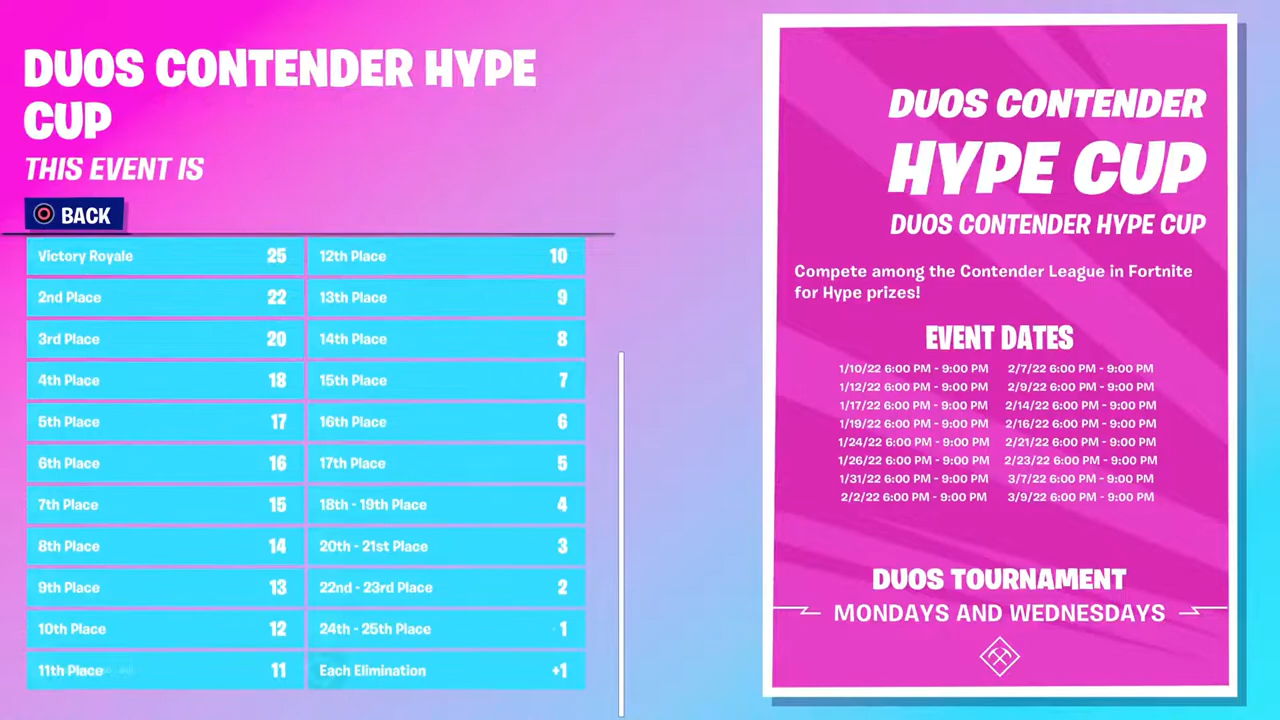 DUOS CONTENDER HYPE
CUP
THIS EVENT IS
BACK
Victory Royale 25
2nd Place 22
3rd Place 20
4th Place 18
5th Place 17
6th Place 16
7th Place 15
8th Place 14
9th Place 13
10th Place 12
11th Place 11
12th Place 10
13th Place 9
14th Place 8
15th Place 7
16th Place 6
17th Place 5
18th - 19th Place 4
20th - 21st Place 3
22nd - 23rd Place 2
24th - 25th Place 1
Each Elimination +1
DUOS CONTENDER
HYPE CUP
DUOS CONTENDER HYPE CUP
Compete among the Contender League in Fortnite
for Hype prizes!
EVENT DATES
1/10/22 6:00 PM - 9:00 PM 2/7/22 6:00 PM - 9:00 PM
1/12/22 6:00 PM - 9:00 PM 2/9/22 6:00 PM - 9:00 PM
1/17/22 6:00 PM - 9:00 PM 2/14/22 6:00 PM - 9:00 PM
1/19/22 6:00 PM - 9:00 PM 2/16/22 6:00 PM - 9:00 PM
1/24/22 6:00 PM - 9:00 PM 2/21/22 6:00 PM - 9:00 PM
1/26/22 6:00 PM - 9:00 PM 2/23/22 6:00 PM - 9:00 PM
1/31/22 6:00 PM - 9:00 PM 3/7/22 6:00 PM - 9:00 PM
2/2/22 6:00 PM - 9:00 PM 3/9/22 6:00 PM - 9:00 PM
DUOS TOURNAMENT
MONDAYS AND WEDNESDAYS